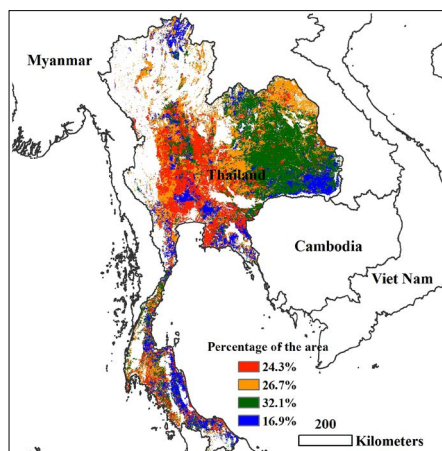 Myanmar
Thailand
Cambodia
Viet Nam
Percentage of the area
24.3%
26.7%
32.1%
16.9%
200
Kilometers